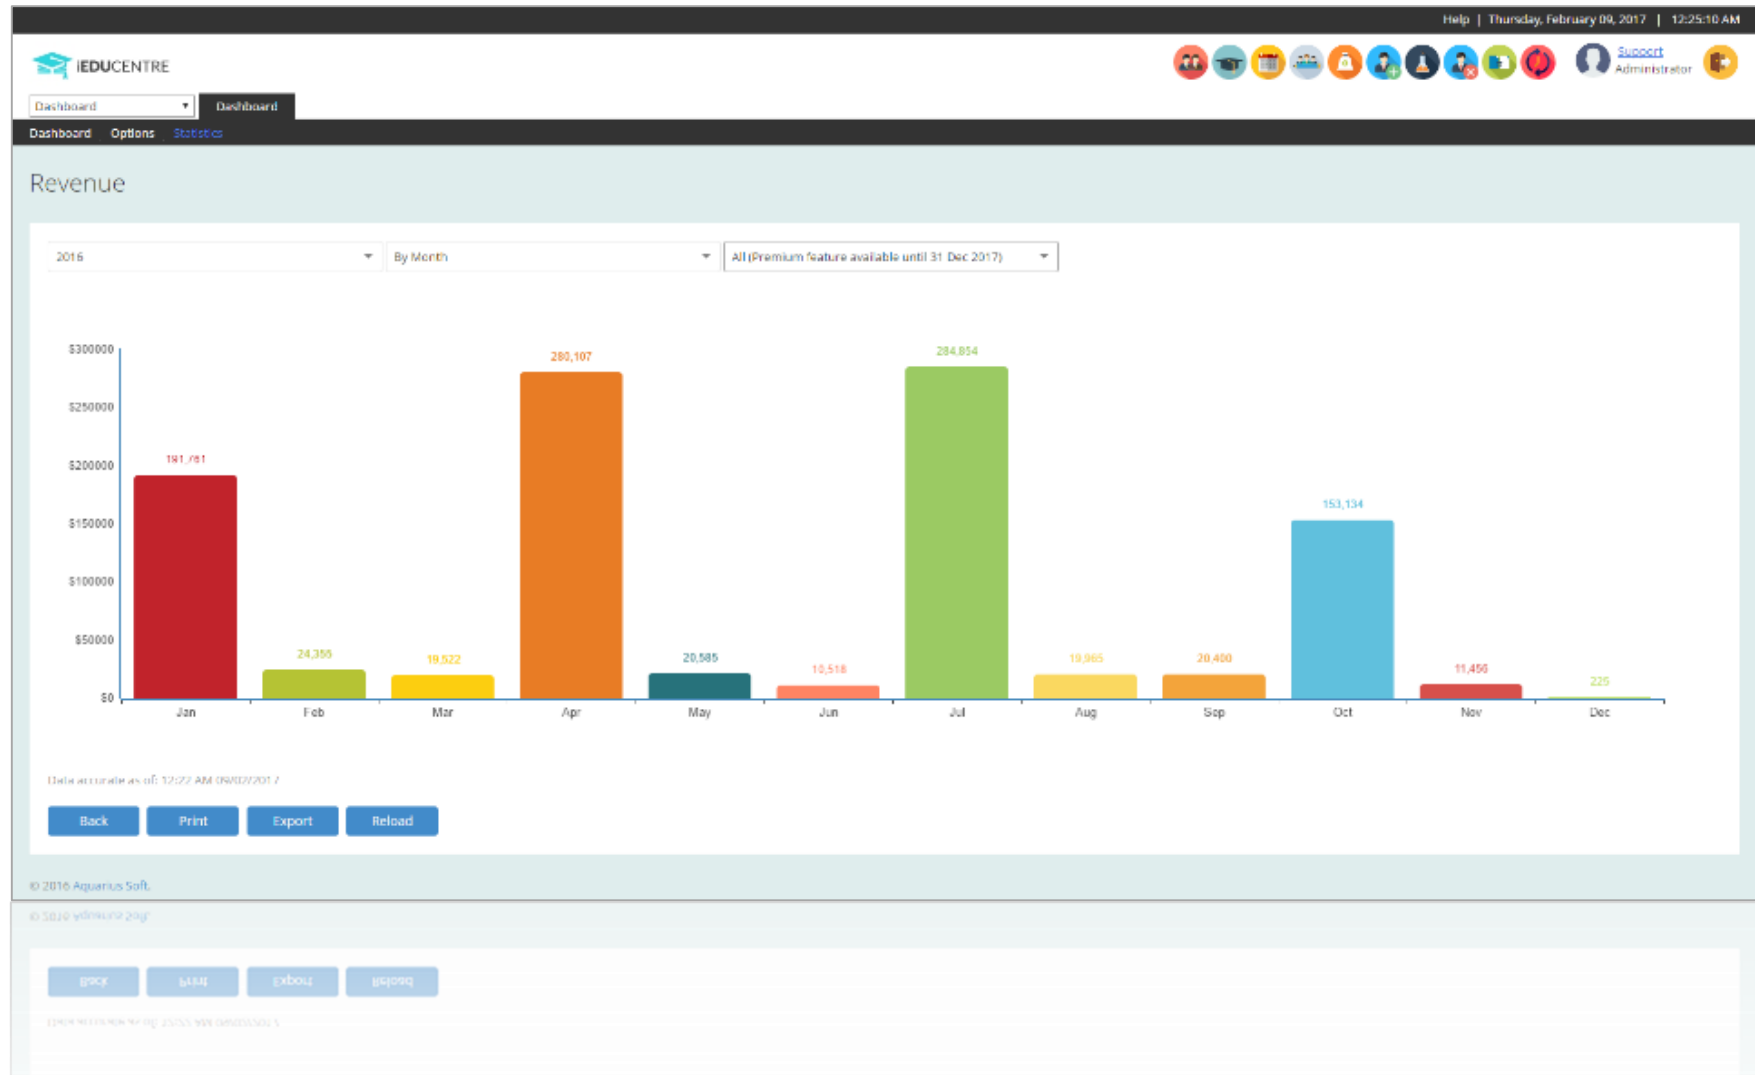 Help | Thursday, February 09, 2017 | 12:25:10 AM
iEDUCENTRE
Support
Administrator
Dashboard
Dashboard
Dashboard Options Statistics
Revenue
2016
By Month
All (Premium feature available until 31 Dec 2017)
$300000
$250000
$200000
$150000
$100000
$50000
$0
191,761
24,355
19,522
280,107
20,585
10,518
284,854
19,965
20,400
153,134
11,456
225
Jan Feb Mar Apr May Jun Jul Aug Sep Oct Nov Dec
Data accurate as of: 12:22 AM 09/02/2017
Back Print Export Reload
© 2016 Aquarius Soft.